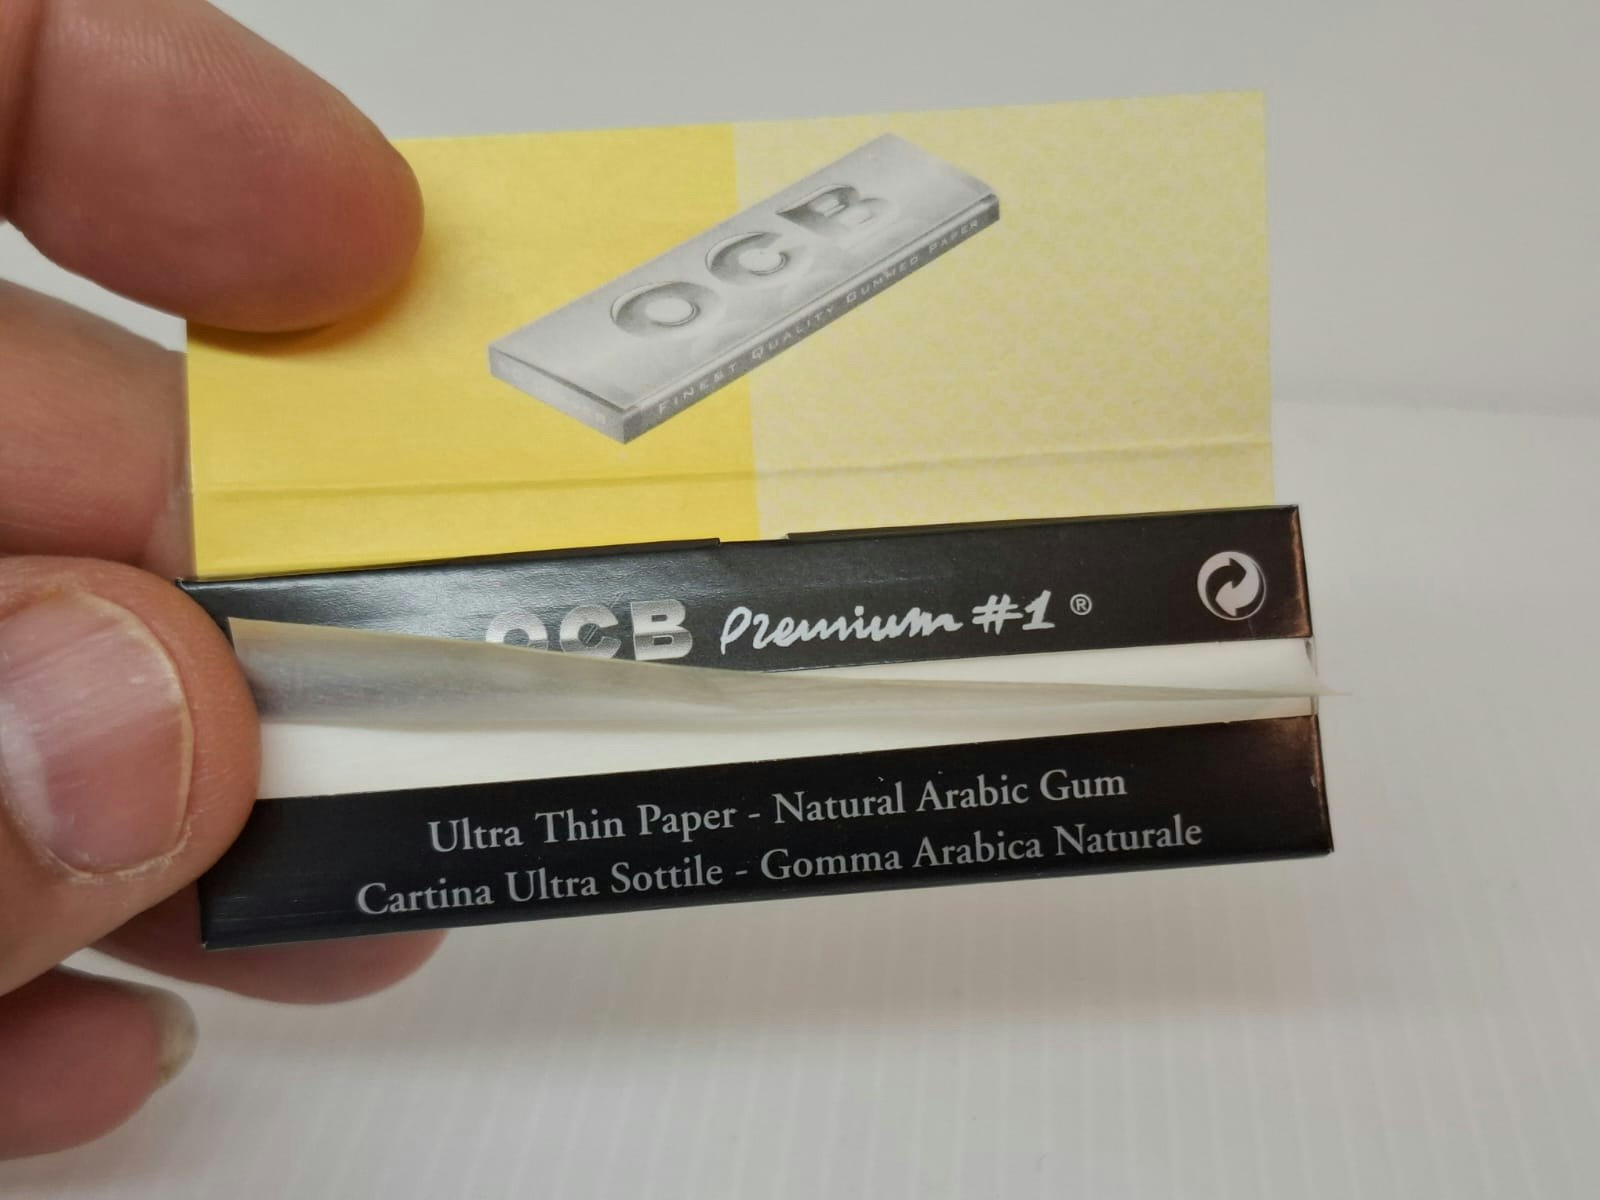 OCB
FINEST QUALITY GUMMED PAPER
OCB Premium #1 ®
Ultra Thin Paper - Natural Arabic Gum
Cartina Ultra Sottile - Gomma Arabica Naturale